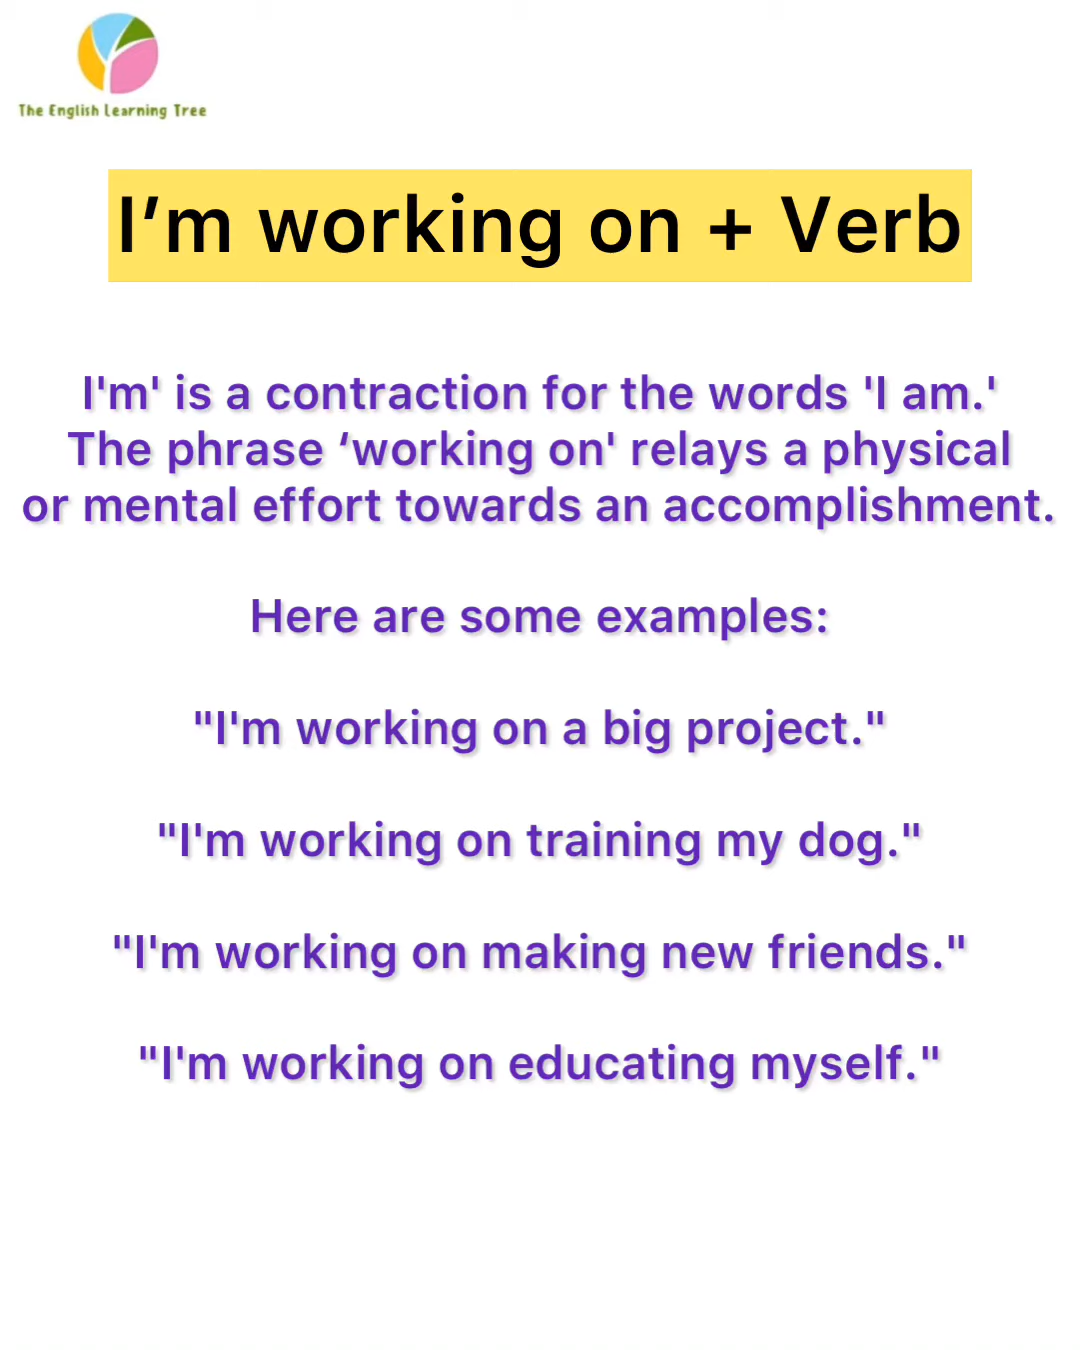 The English Learning Tree
I’m working on + Verb
I'm' is a contraction for the words 'I am.'
The phrase ‘working on' relays a physical
or mental effort towards an accomplishment.
Here are some examples:
"I'm working on a big project."
"I'm working on training my dog."
"I'm working on making new friends."
"I'm working on educating myself."